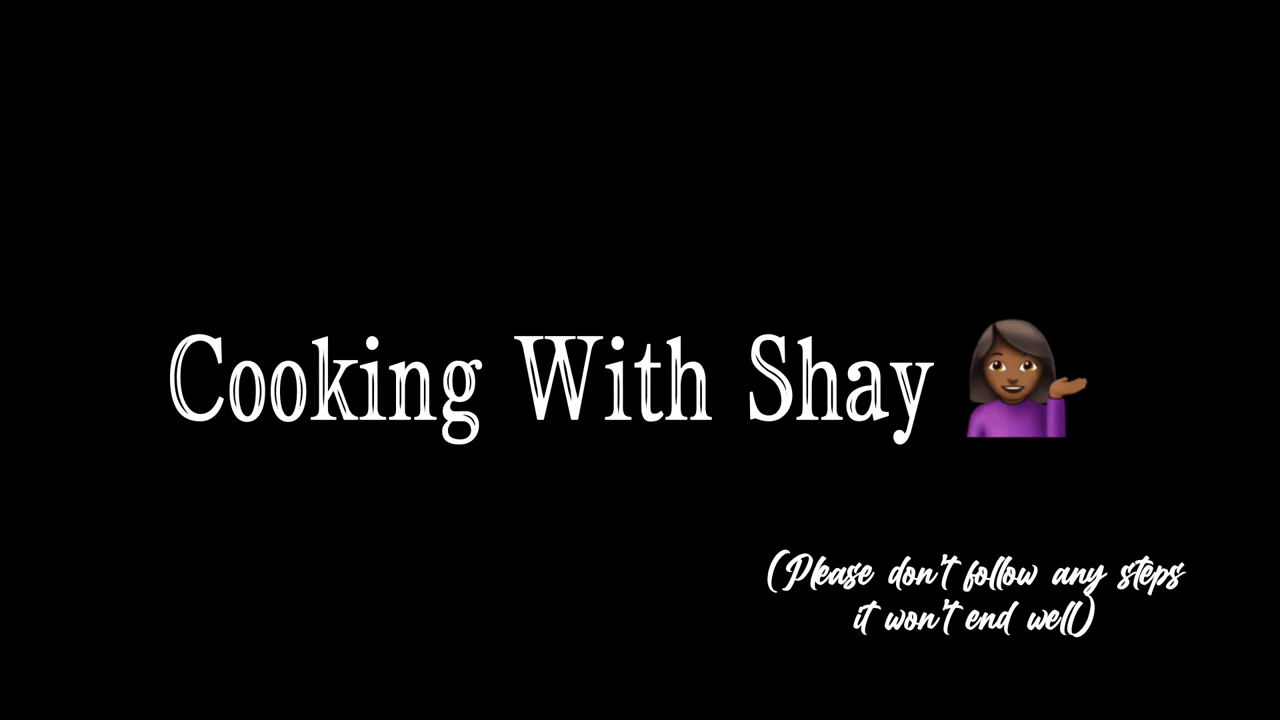 Cooking With Shay 💁🏾‍♀️
(Please don't follow any steps
it won't end well)